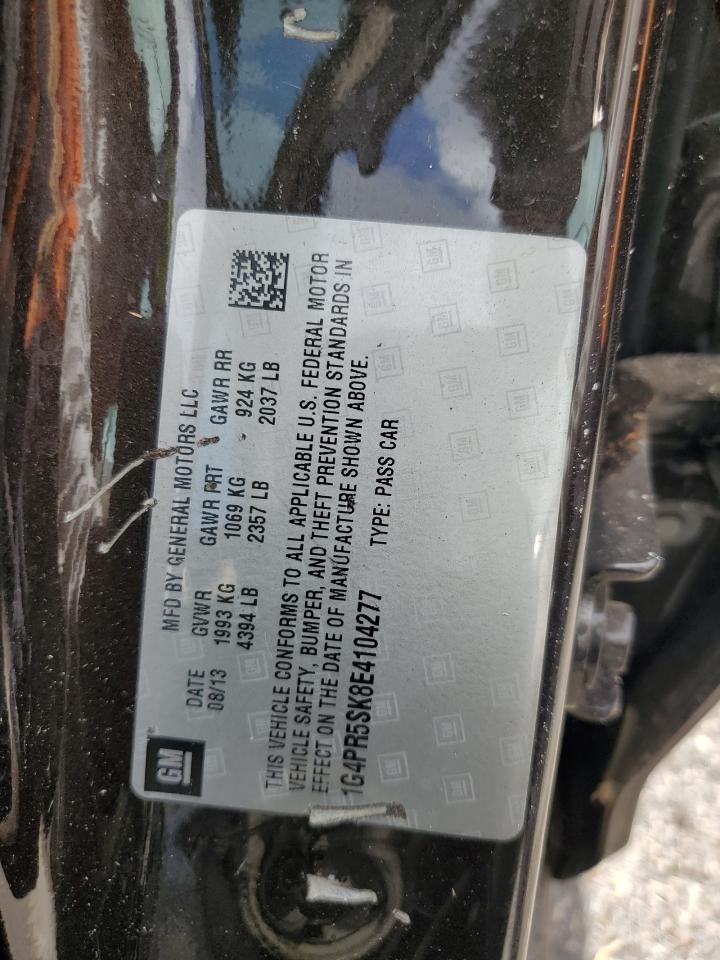 GM
MFD BY GENERAL MOTORS LLC
DATE GVWR GAWR FRT GAWR RR
08/13 1993 KG 1069 KG 924 KG
4394 LB 2357 LB 2037 LB
THIS VEHICLE CONFORMS TO ALL APPLICABLE U.S. FEDERAL MOTOR
VEHICLE SAFETY, BUMPER, AND THEFT PREVENTION STANDARDS IN
EFFECT ON THE DATE OF MANUFACTURE SHOWN ABOVE.
1G4PR5SK8E4104277 TYPE: PASS CAR